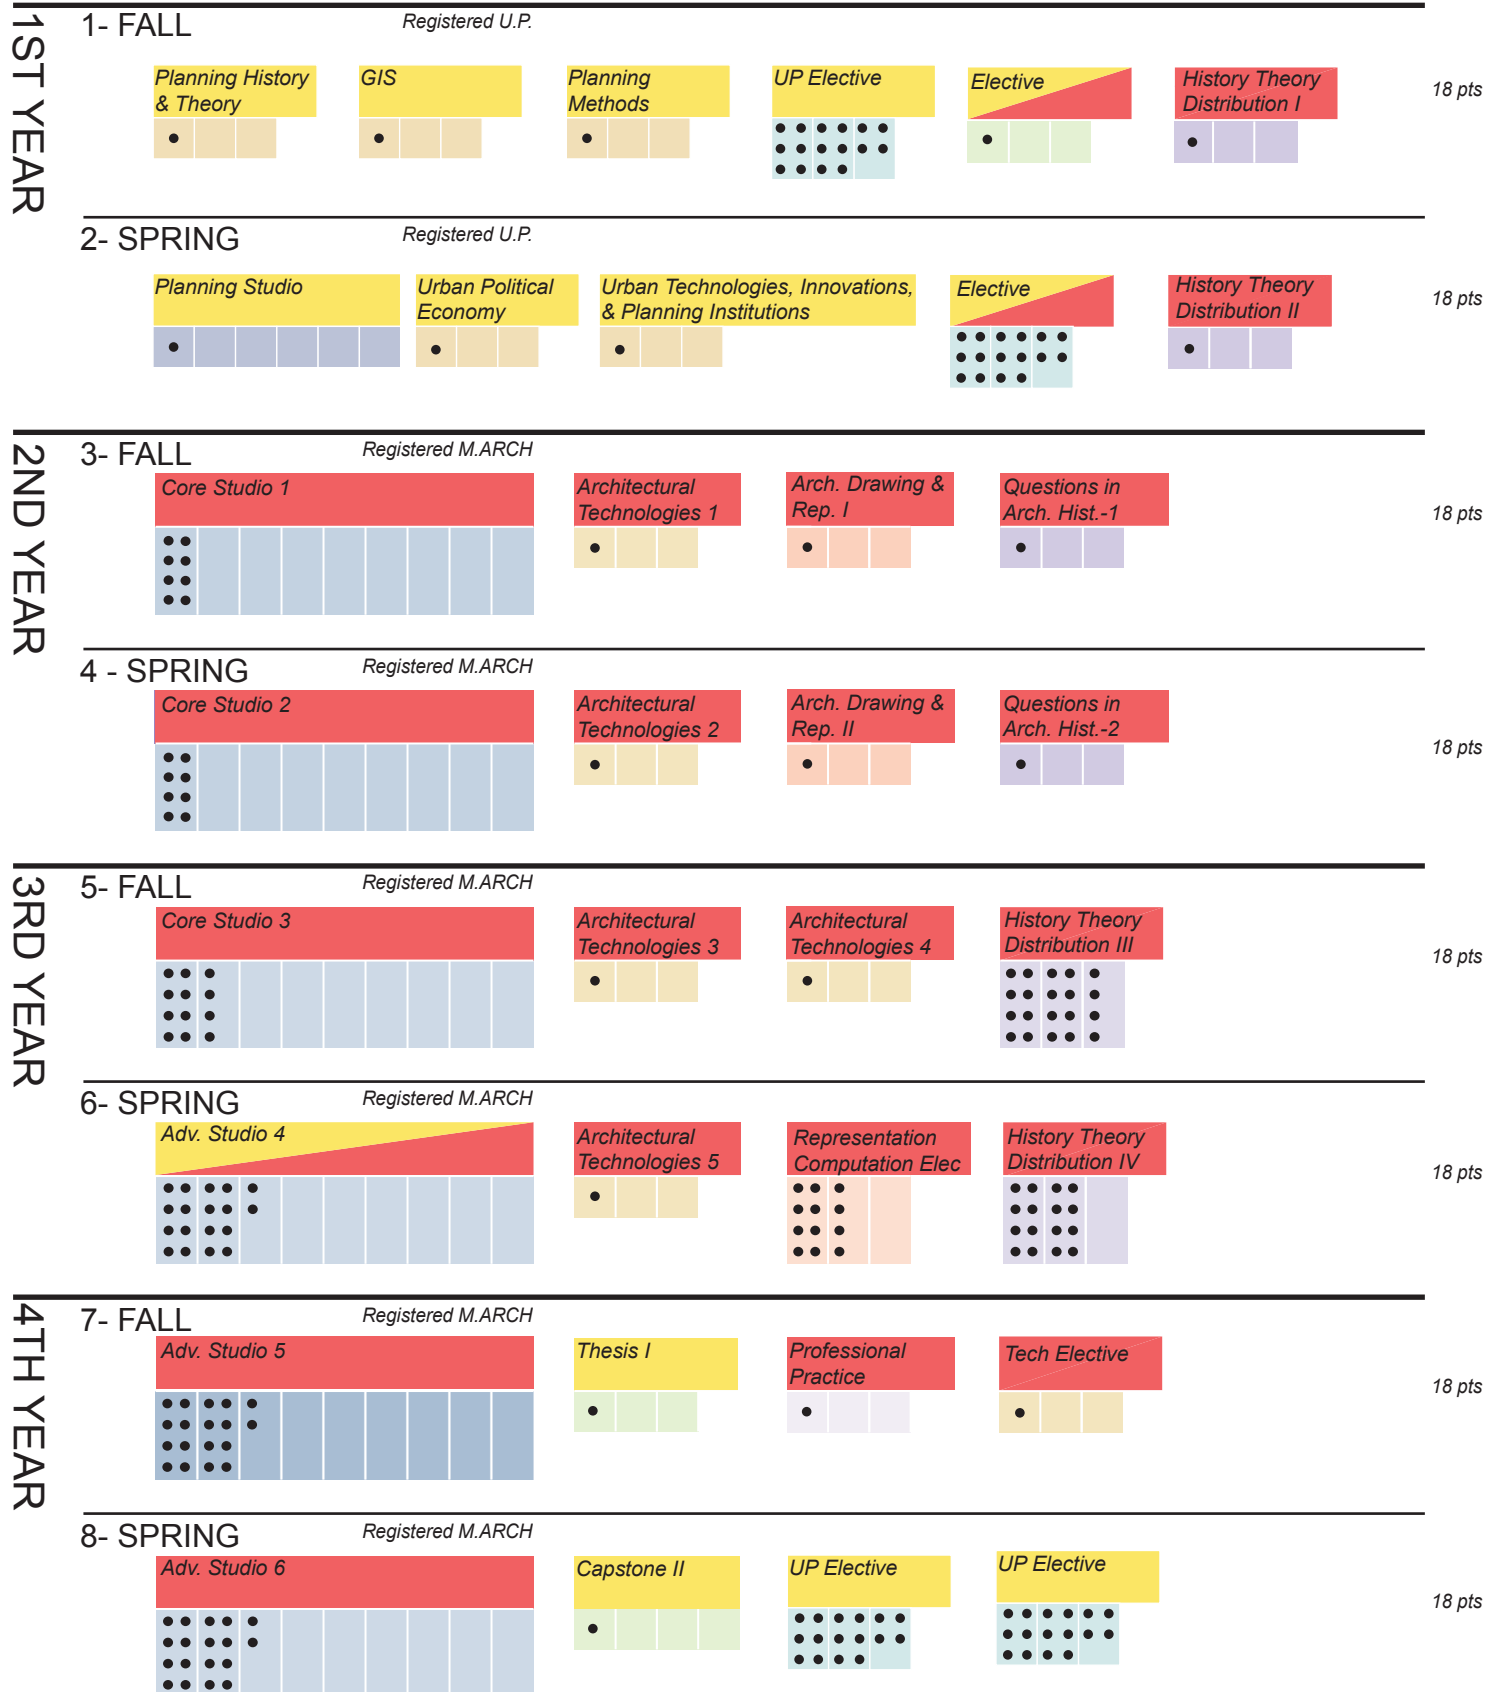 1ST YEAR
1- FALL
Registered U.P.
Planning History
& Theory
GIS
Planning
Methods
UP Elective
Elective
History Theory
Distribution I
18 pts
2- SPRING
Registered U.P.
Planning Studio
Urban Political
Economy
Urban Technologies, Innovations,
& Planning Institutions
Elective
History Theory
Distribution II
18 pts
2ND YEAR
3- FALL
Registered M.ARCH
Core Studio 1
Architectural
Technologies 1
Arch. Drawing &
Rep. I
Questions in
Arch. Hist.-1
18 pts
4 - SPRING
Registered M.ARCH
Core Studio 2
Architectural
Technologies 2
Arch. Drawing &
Rep. II
Questions in
Arch. Hist.-2
18 pts
3RD YEAR
5- FALL
Registered M.ARCH
Core Studio 3
Architectural
Technologies 3
Architectural
Technologies 4
History Theory
Distribution III
18 pts
6- SPRING
Registered M.ARCH
Adv. Studio 4
Architectural
Technologies 5
Representation
Computation Elec
History Theory
Distribution IV
18 pts
4TH YEAR
7- FALL
Registered M.ARCH
Adv. Studio 5
Thesis I
Professional
Practice
Tech Elective
18 pts
8- SPRING
Registered M.ARCH
Adv. Studio 6
Capstone II
UP Elective
UP Elective
18 pts